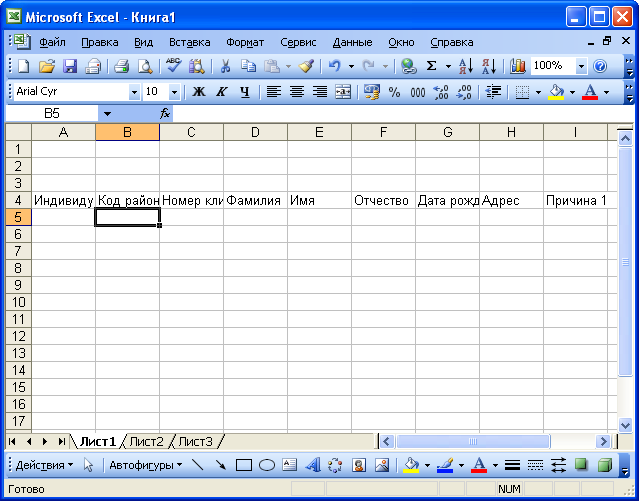 Microsoft Excel - Книга1
Файл Правка Вид Вставка Формат Сервис Данные Окно Справка
100%
Arial Cyr 10 Ж К Ч % 000
B5 fx
A B C D E F G H I
1
2
3
4 Индивиду Код район Номер кли Фамилия Имя Отчество Дата рожд Адрес Причина 1
5
6
7
8
9
10
11
12
13
14
15
16
17
Лист1 Лист2 Лист3
Действия Автофигуры
Готово NUM